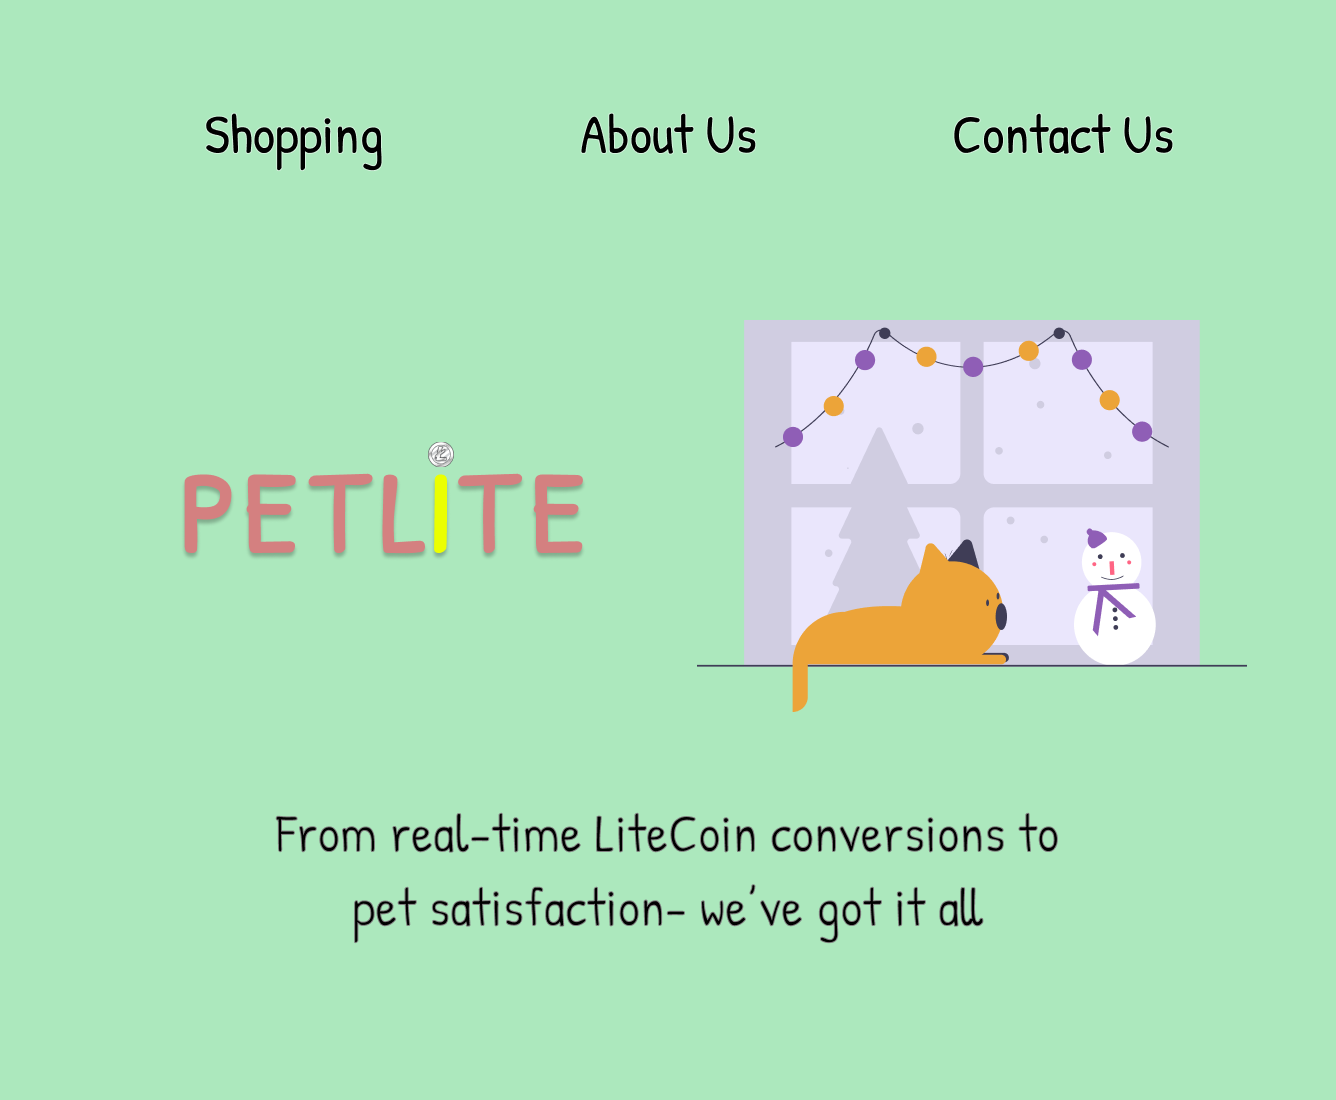 Shopping
About Us
Contact Us
PETLiTE
From real-time LiteCoin conversions to
pet satisfaction- we've got it all